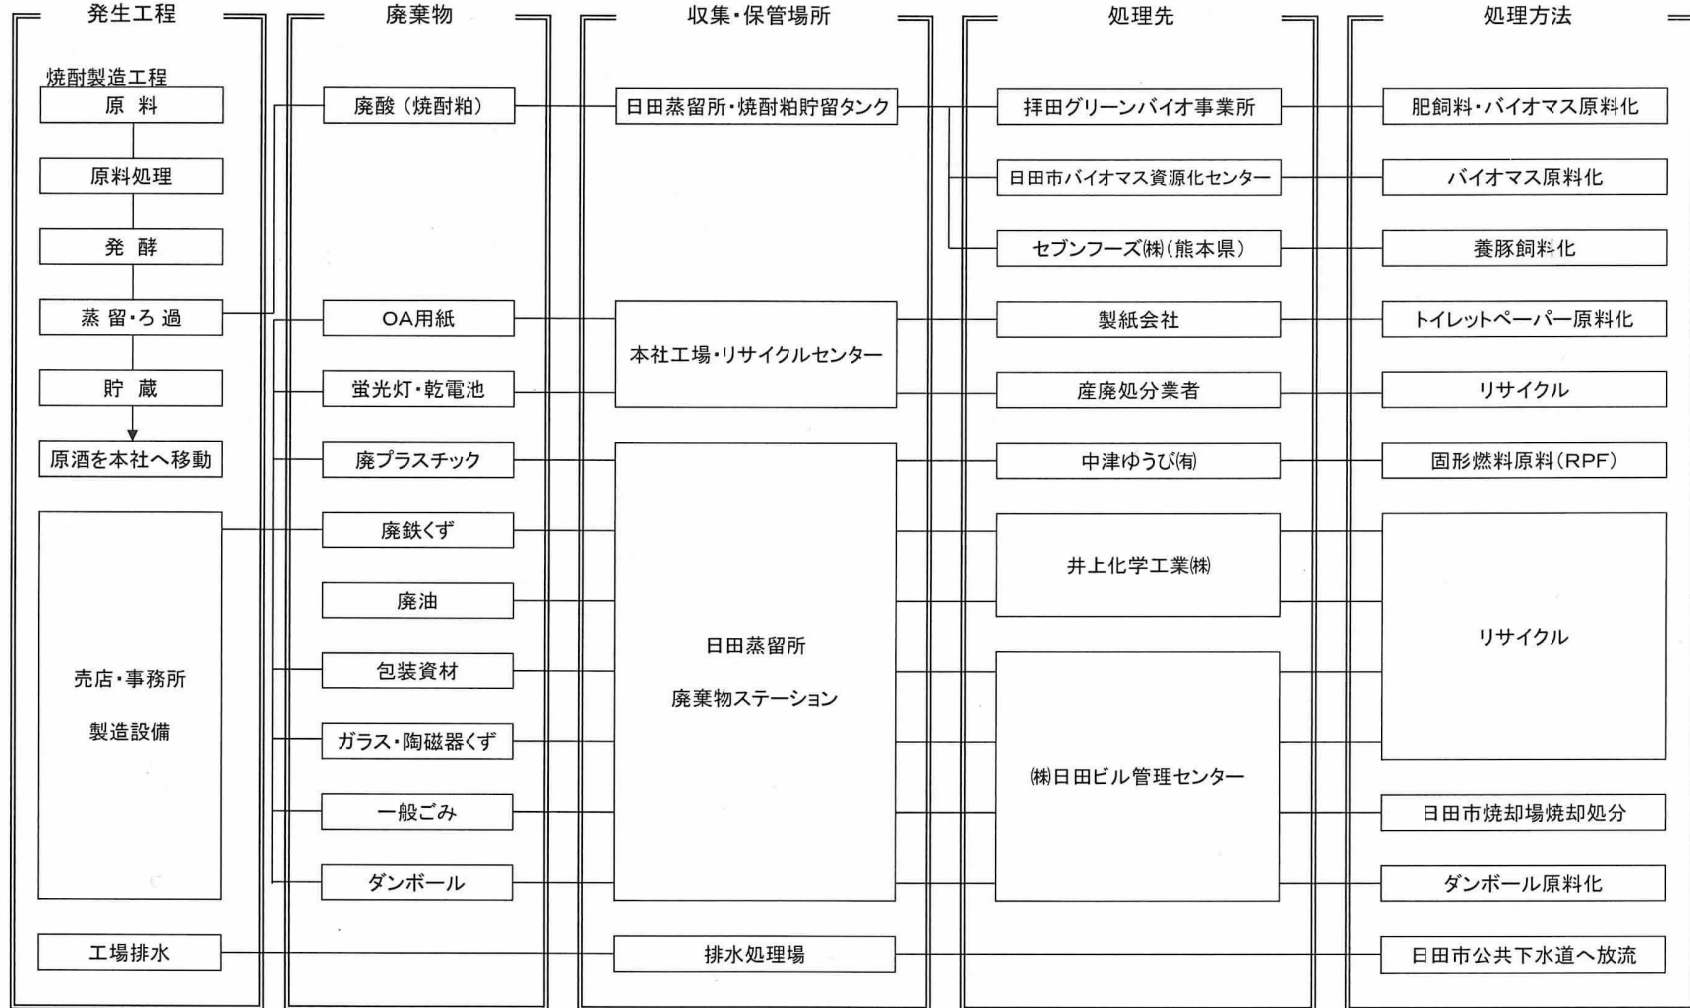 発生工程
廃棄物
収集・保管場所
処理先
処理方法
焼酎製造工程
原料
廃酸（焼酎粕）
日田蒸留所・焼酎粕貯留タンク
拝田グリーンバイオ事業所
肥飼料・バイオマス原料化
原料処理
日田市バイオマス資源化センター
バイオマス原料化
発酵
セブンフーズ㈱（熊本県）
養豚飼料化
蒸留・ろ過
OA用紙
本社工場・リサイクルセンター
製紙会社
トイレットペーパー原料化
貯蔵
蛍光灯・乾電池
産廃処分業者
リサイクル
原酒を本社へ移動
廃プラスチック
中津ゆうび㈲
固形燃料原料（RPF）
売店・事務所
製造設備
廃鉄くず
廃油
包装資材
ガラス・陶磁器くず
一般ごみ
ダンボール
日田蒸留所
廃棄物ステーション
井上化学工業㈱
㈱日田ビル管理センター
リサイクル
日田市焼却場焼却処分
ダンボール原料化
工場排水
排水処理場
日田市公共下水道へ放流